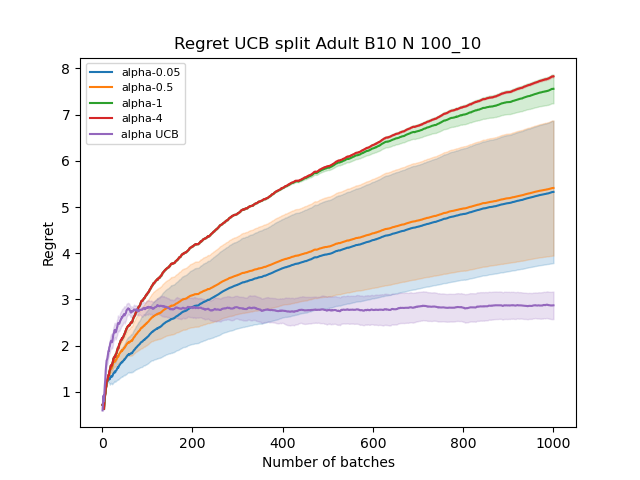 Regret UCB split Adult B10 N 100_10
alpha-0.05
alpha-0.5
alpha-1
alpha-4
alpha UCB
8
7
6
5
4
3
2
1
Regret
0 200 400 600 800 1000
Number of batches